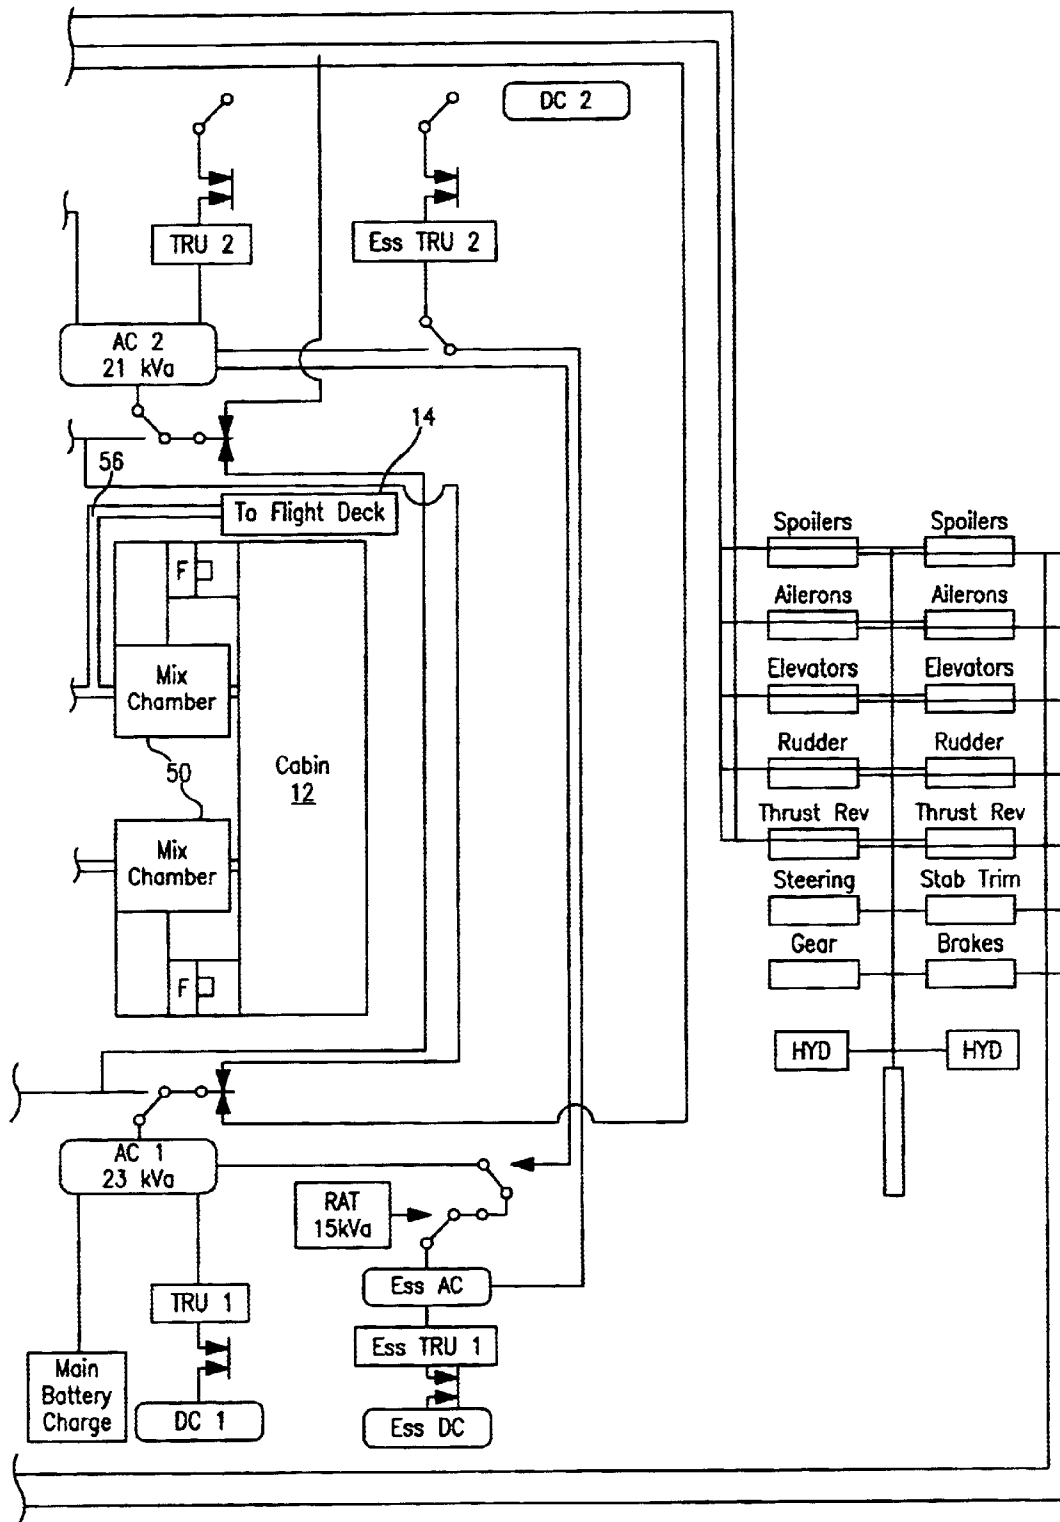 DC 2
TRU 2
Ess TRU 2
AC 2
21 kVa
14
56
To Flight Deck
F
Mix
Chamber
50
Cabin
12
Mix
Chamber
F
Spoilers
Spoilers
Ailerons
Ailerons
Elevators
Elevators
Rudder
Rudder
Thrust Rev
Thrust Rev
Steering
Stab Trim
Gear
Brakes
HYD
HYD
AC 1
23 kVa
RAT
15kVa
Ess AC
TRU 1
Ess TRU 1
Main
Battery
Charge
DC 1
Ess DC